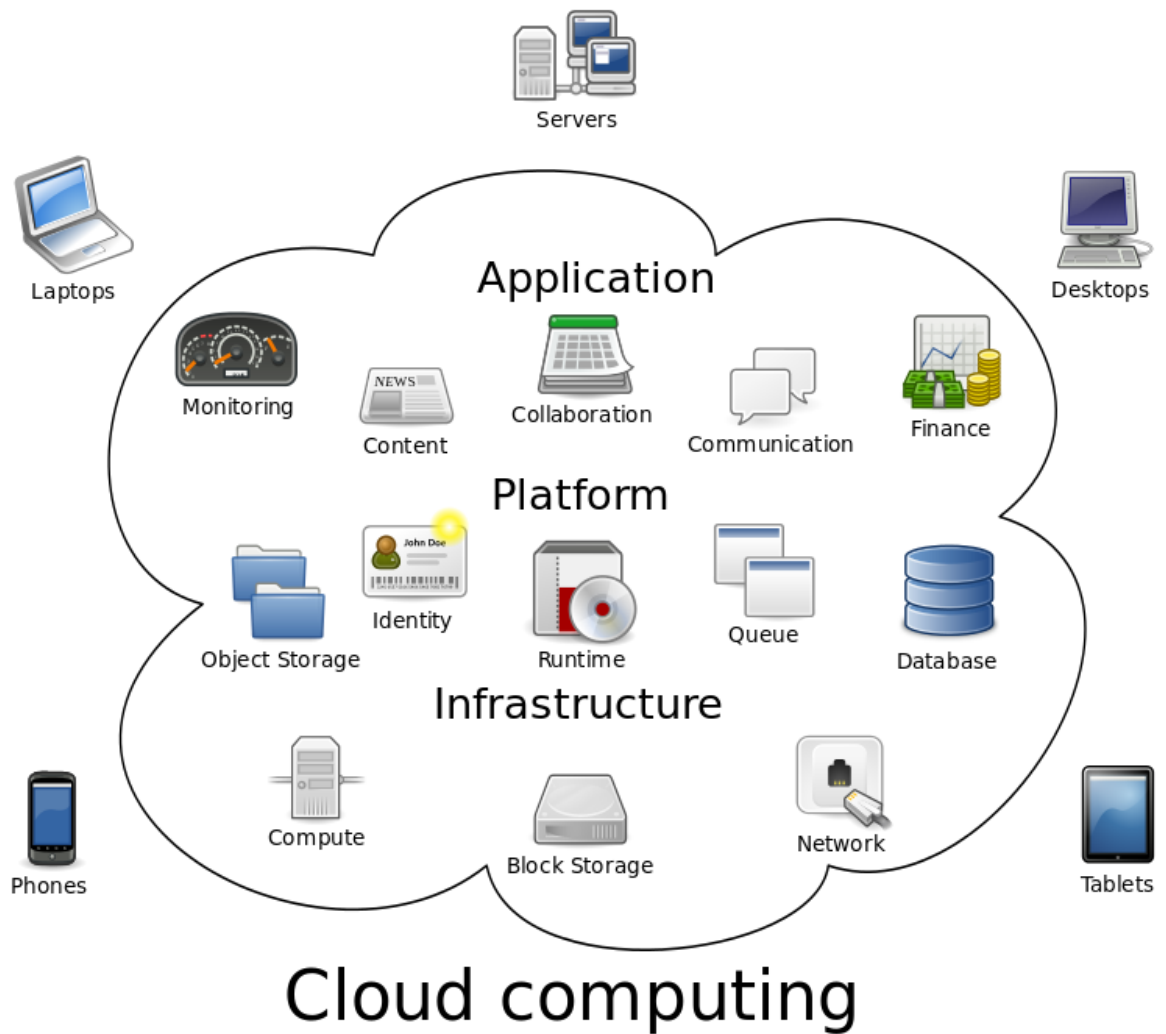 Servers
Laptops
Desktops
Application
Monitoring
NEWS
Content
Collaboration
Communication
Finance
Platform
Object Storage
John Doe
Identity
Runtime
Queue
Database
Infrastructure
Compute
Block Storage
Network
Phones
Tablets
Cloud computing